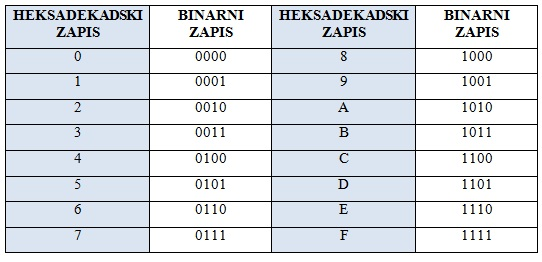 HEKSADEKADSKI ZAPIS BINARNI ZAPIS HEKSADEKADSKI ZAPIS BINARNI ZAPIS
0 0000 8 1000
1 0001 9 1001
2 0010 A 1010
3 0011 B 1011
4 0100 C 1100
5 0101 D 1101
6 0110 E 1110
7 0111 F 1111